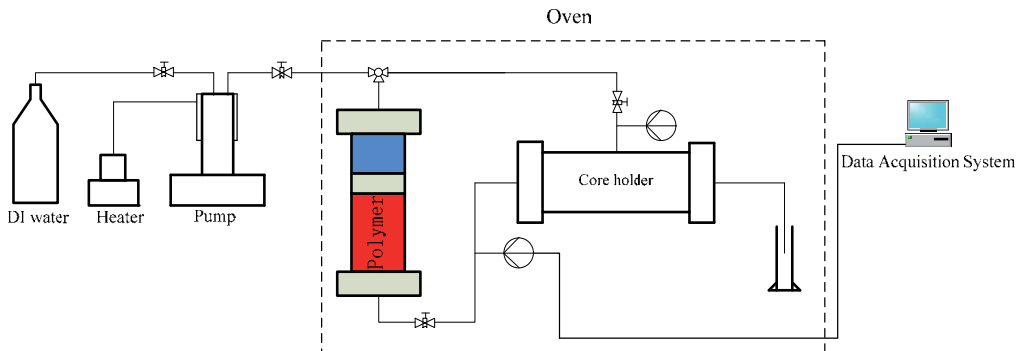 Oven
DI water
Heater
Pump
Polymer
Core holder
Data Acquisition System